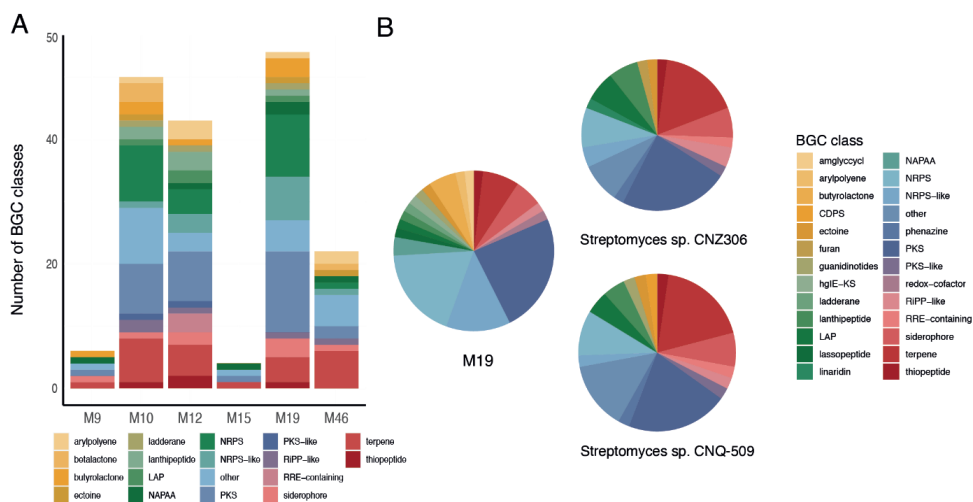 A
B
Number of BGC classes
50
40
20
0
M9 M10 M12 M15 M19 M46
arylpolyene ladderane NRPS PKS-like terpene
betalactone lanthipeptide NRPS-like RiPP-like thiopeptide
butyrolactone LAP other RRE-containing
ectoine NAPAA PKS siderophore
M19
Streptomyces sp. CNZ306
Streptomyces sp. CNQ-509
BGC class
amglyccycl NAPAA
arylpolyene NRPS
butyrolactone NRPS-like
CDPS other
ectoine phenazine
furan PKS
guanidinotides PKS-like
hglE-KS redox-cofactor
ladderane RiPP-like
lanthipeptide RRE-containing
LAP siderophore
lassopeptide terpene
linaridin thiopeptide